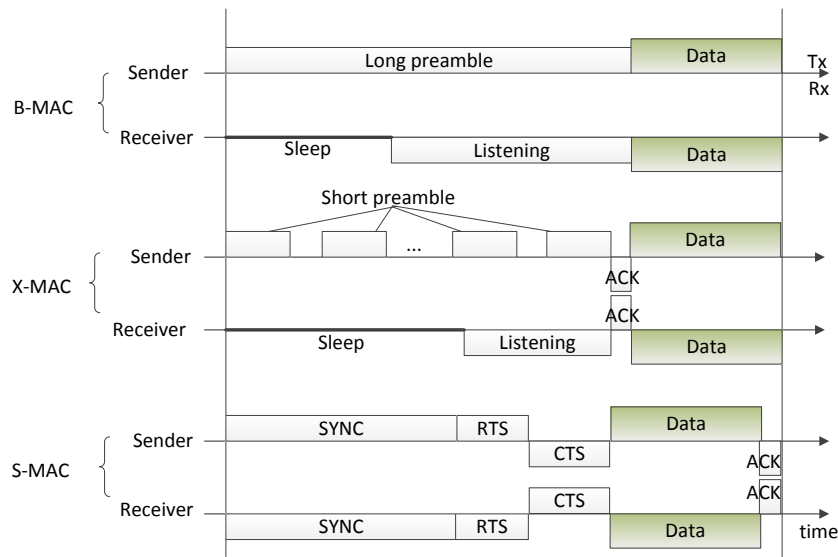 Long preamble
Data
Sender
Tx
Rx
B-MAC
Receiver
Sleep
Listening
Data
Short preamble
...
Data
Sender
ACK
X-MAC
ACK
Receiver
Sleep
Listening
Data
SYNC
RTS
Data
Sender
CTS
ACK
S-MAC
CTS
ACK
Receiver
SYNC
RTS
Data
time